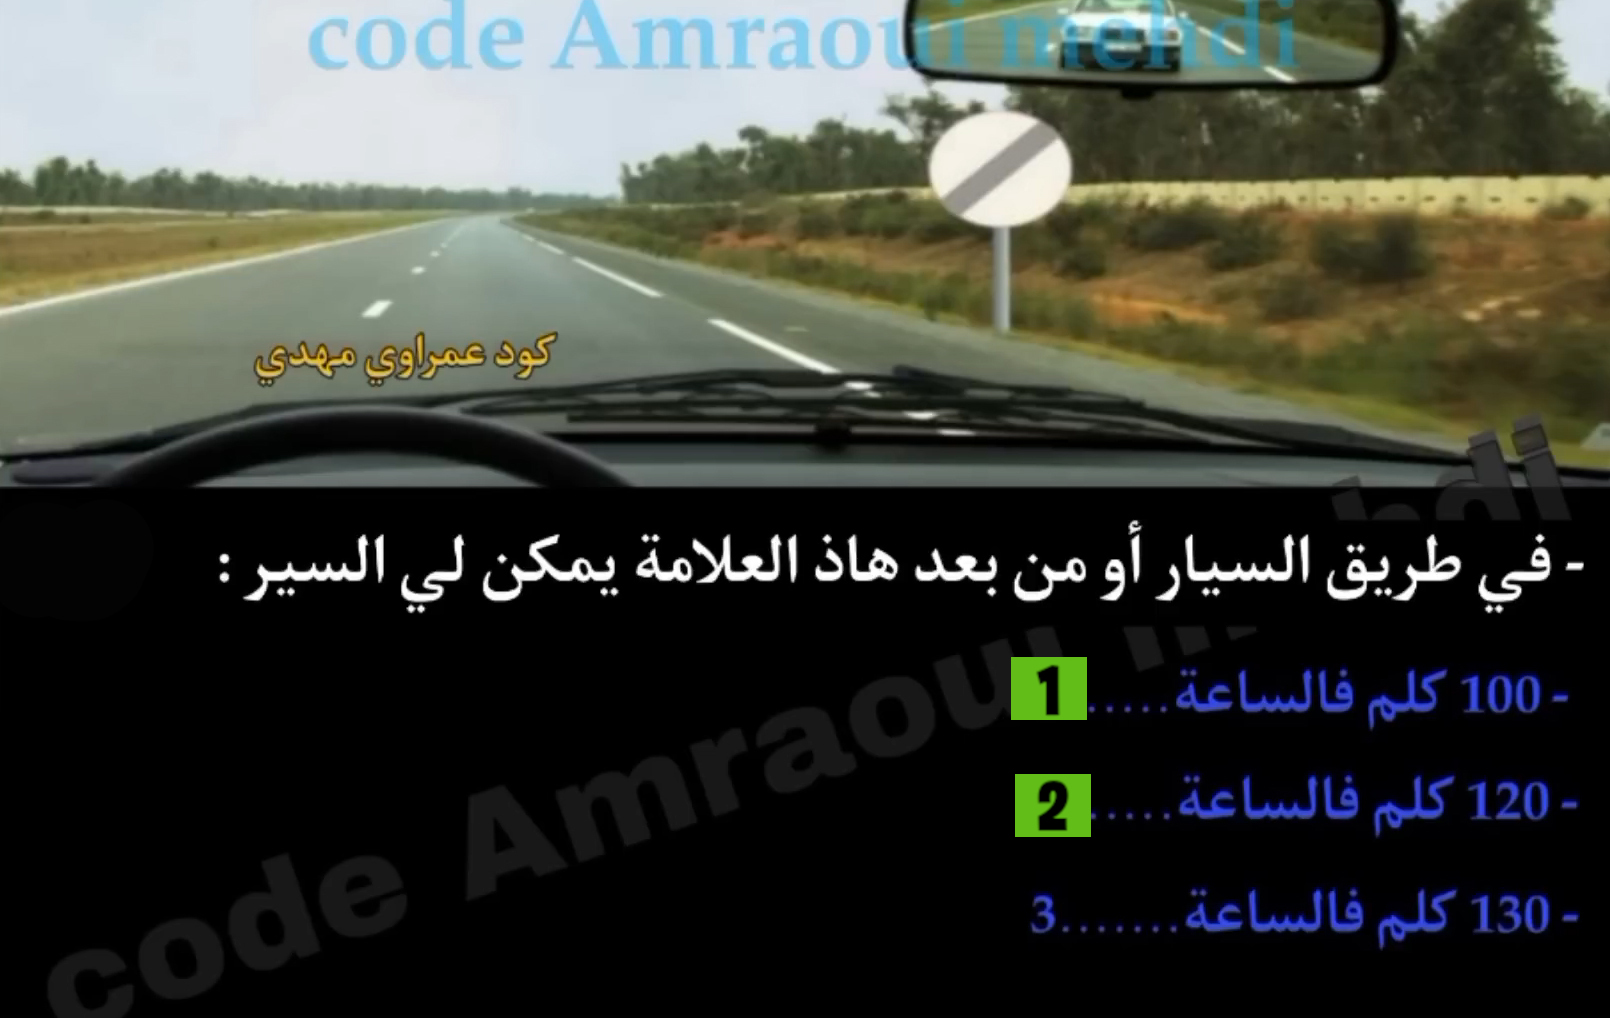 code Amraoui mehdi
كود عمراوي مهدي
- في طريق السيار أو من بعد هاذ العلامة يمكن لي السير :
- 100 كلم فالساعة.....1
- 120 كلم فالساعة.....2
- 130 كلم فالساعة.......3
code Amraoui mehdi